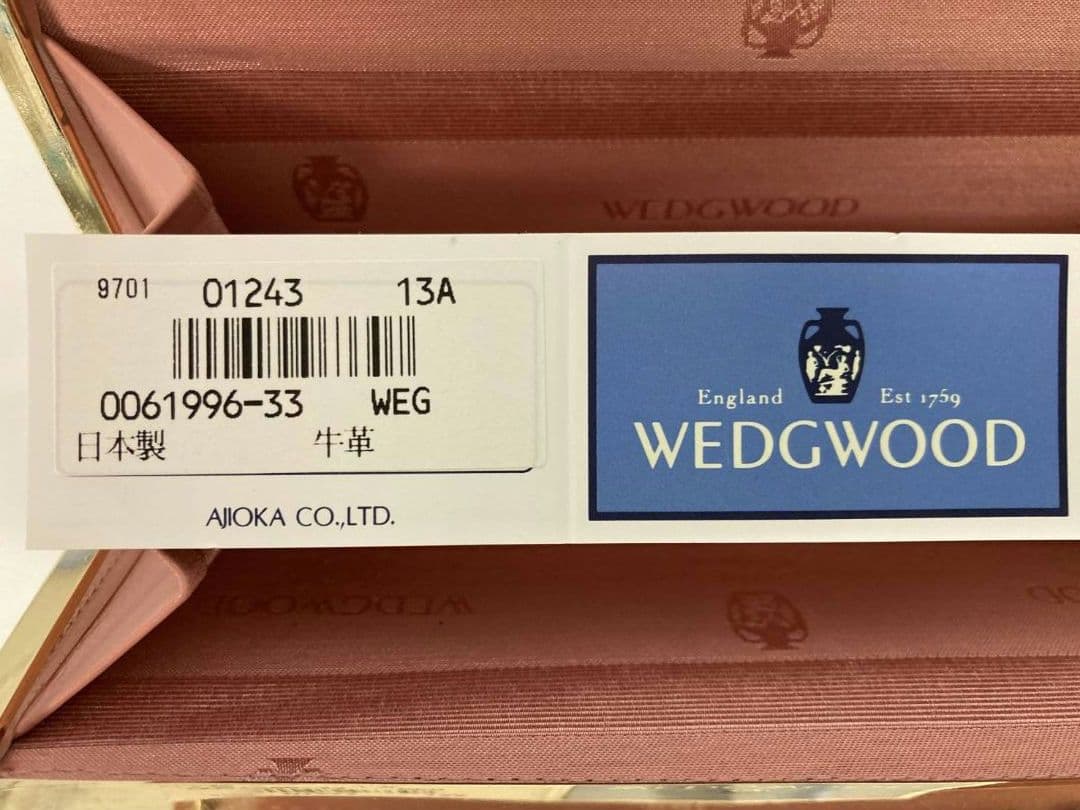 WEDGWOOD
9701 01243 13A
0061996-33 WEG
日本製 牛革
AJIOKA CO.,LTD.
England Est 1759
WEDGWOOD
WEDGWOOD